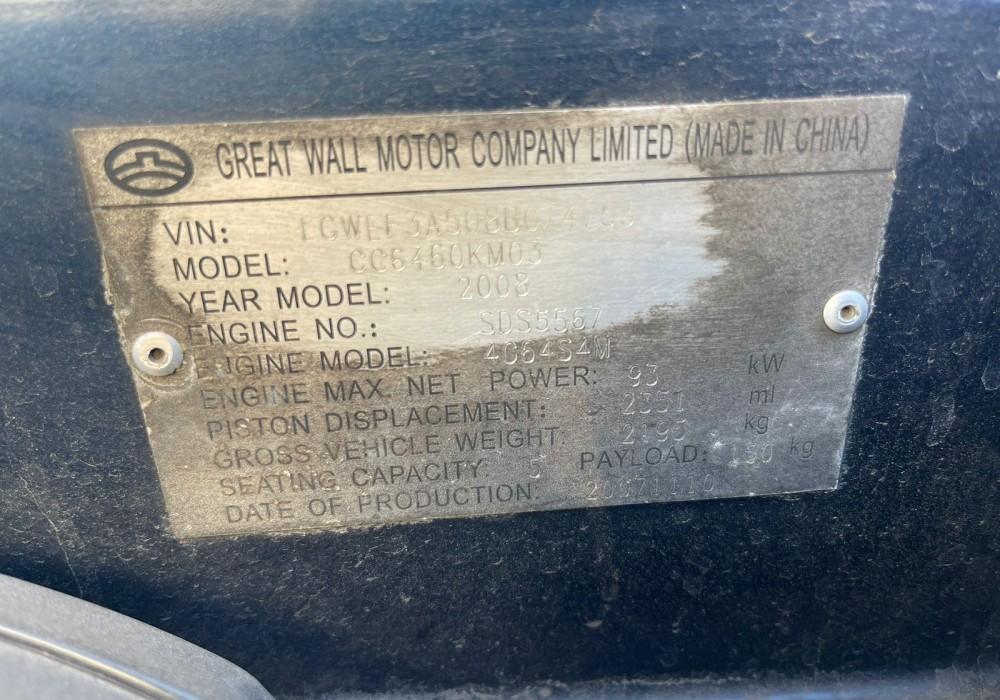 GREAT WALL MOTOR COMPANY LIMITED (MADE IN CHINA)
VIN:
MODEL: CC6460KM03
YEAR MODEL: 2008
ENGINE NO.: SDS5567
ENGINE MODEL: 4G64S4M
ENGINE MAX. NET POWER: 93 kW
PISTON DISPLACEMENT: 2351 ml
GROSS VEHICLE WEIGHT: kg
SEATING CAPACITY 5 PAYLOAD: kg
DATE OF PRODUCTION: